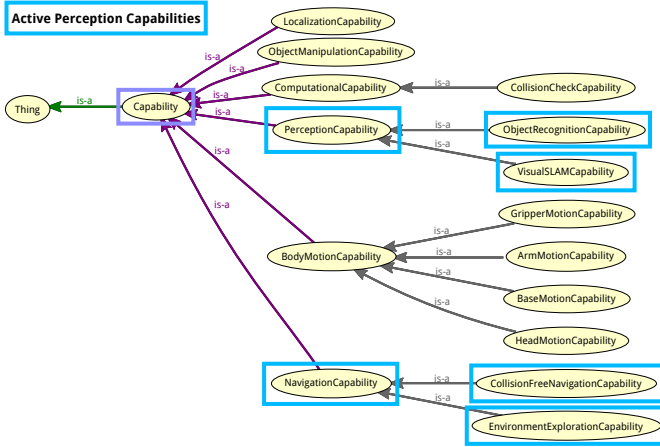 Active Perception Capabilities
LocalizationCapability
is-a
ObjectManipulationCapability
is-a
Thing
is-a
Capability
is-a
ComputationalCapability
is-a
CollisionCheckCapability
is-a
PerceptionCapability
is-a
ObjectRecognitionCapability
is-a
VisualSLAMCapability
is-a
is-a
BodyMotionCapability
is-a
GripperMotionCapability
is-a
ArmMotionCapability
is-a
BaseMotionCapability
is-a
HeadMotionCapability
NavigationCapability
is-a
CollisionFreeNavigationCapability
is-a
EnvironmentExplorationCapability